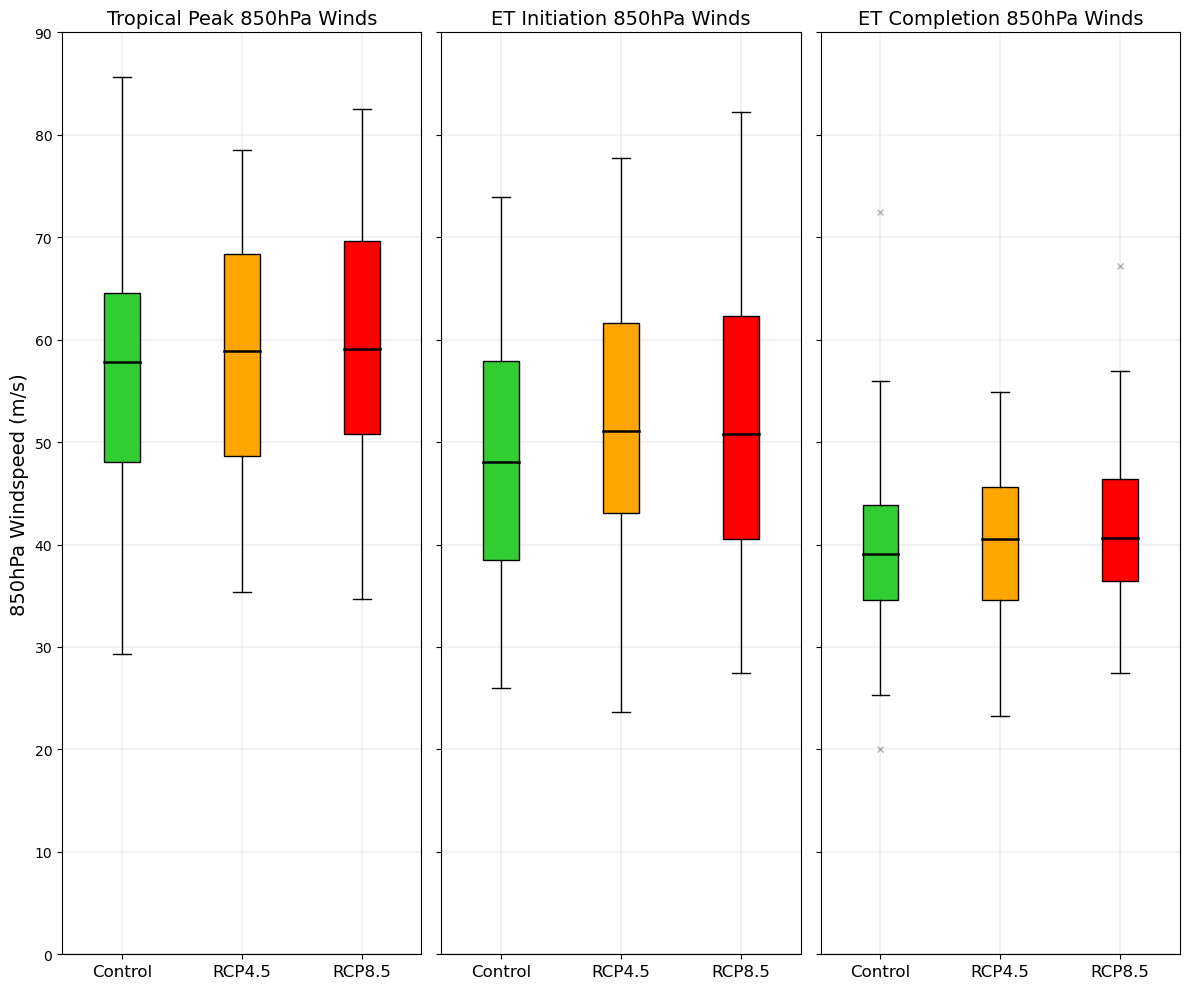 Tropical Peak 850hPa Winds
ET Initiation 850hPa Winds
ET Completion 850hPa Winds
850hPa Windspeed (m/s)
90
80
70
60
50
40
30
20
10
0
Control RCP4.5 RCP8.5
Control RCP4.5 RCP8.5
Control RCP4.5 RCP8.5